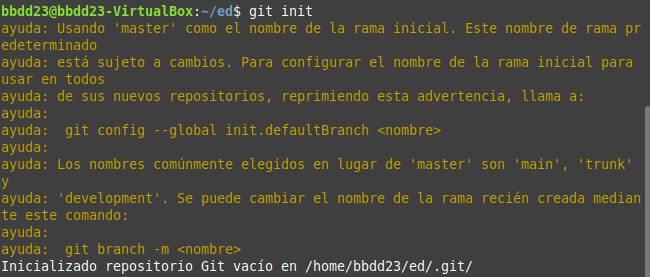 bbdd23@bbdd23-VirtualBox:~/ed$ git init
ayuda: Usando 'master' como el nombre de la rama inicial. Este nombre de rama pr
edeterminado
ayuda: está sujeto a cambios. Para configurar el nombre de la rama inicial para
usar en todos
ayuda: de sus nuevos repositorios, reprimiendo esta advertencia, llama a:
ayuda:
ayuda:  git config --global init.defaultBranch <nombre>
ayuda:
ayuda: Los nombres comúnmente elegidos en lugar de 'master' son 'main', 'trunk'
y
ayuda: 'development'. Se puede cambiar el nombre de la rama recién creada median
te este comando:
ayuda:
ayuda:  git branch -m <nombre>
Inicializado repositorio Git vacío en /home/bbdd23/ed/.git/